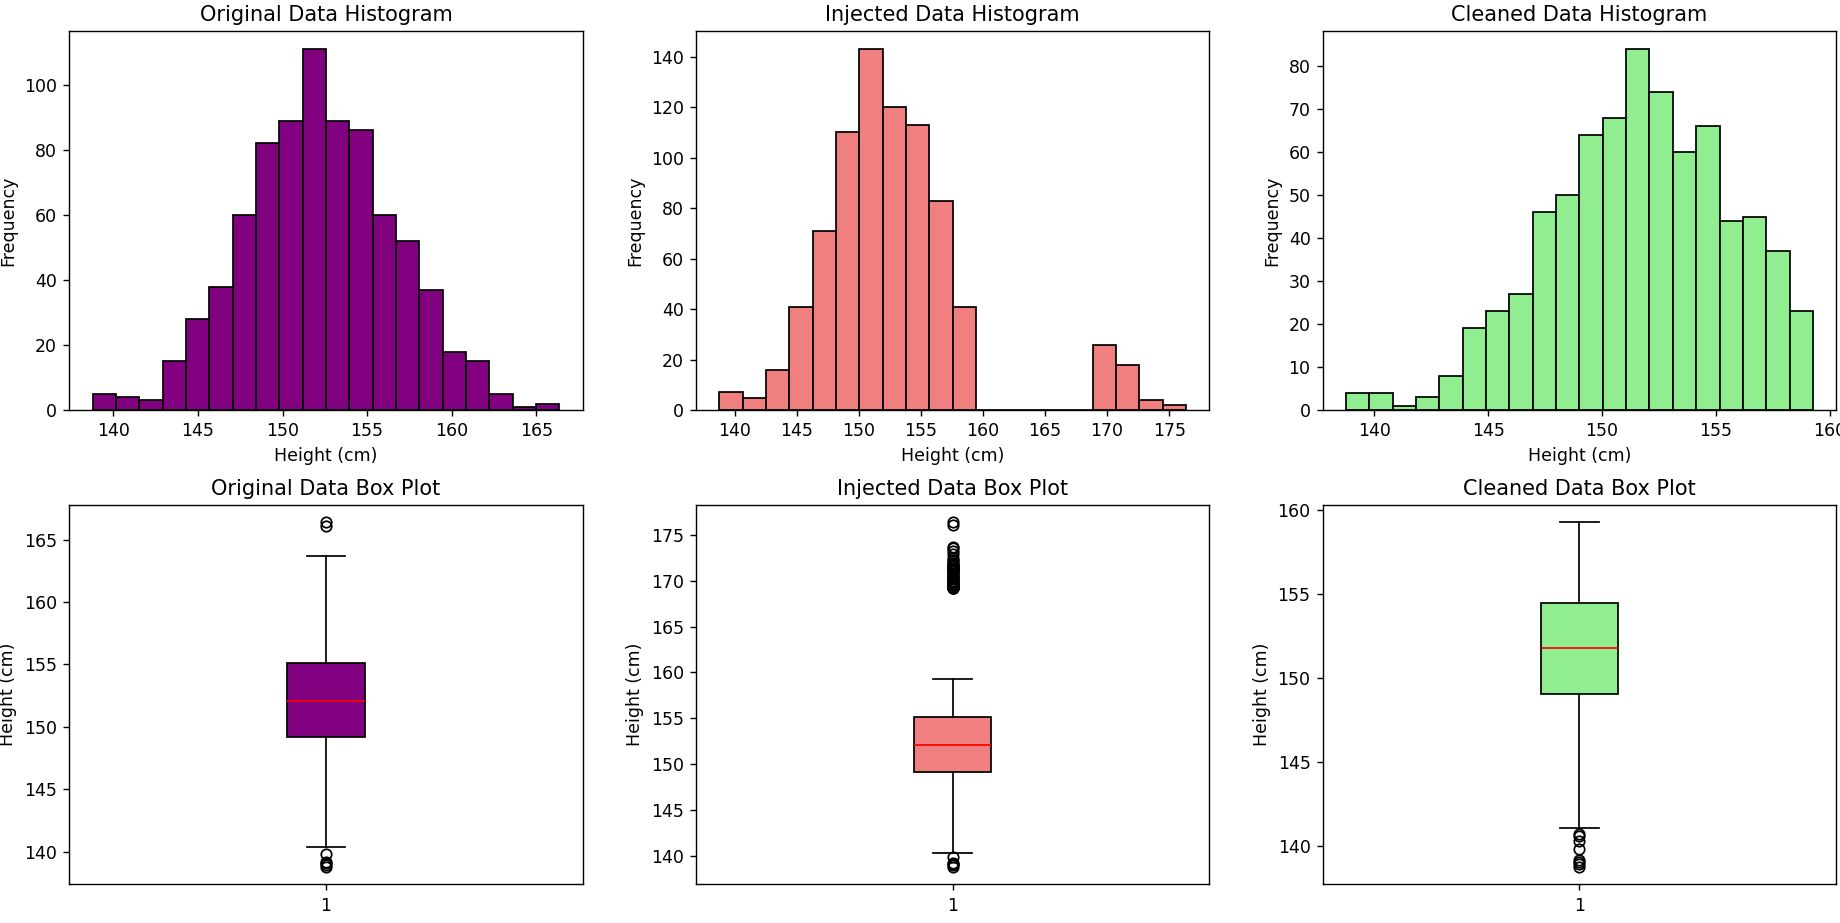 Original Data Histogram
Frequency
100
80
60
40
20
0
140 145 150 155 160 165
Height (cm)
Injected Data Histogram
Frequency
140
120
100
80
60
40
20
0
140 145 150 155 160 165 170 175
Height (cm)
Cleaned Data Histogram
Frequency
80
70
60
50
40
30
20
10
0
140 145 150 155 160
Height (cm)
Original Data Box Plot
Height (cm)
165
160
155
150
145
140
1
Injected Data Box Plot
Height (cm)
175
170
165
160
155
150
145
140
1
Cleaned Data Box Plot
Height (cm)
160
155
150
145
140
1